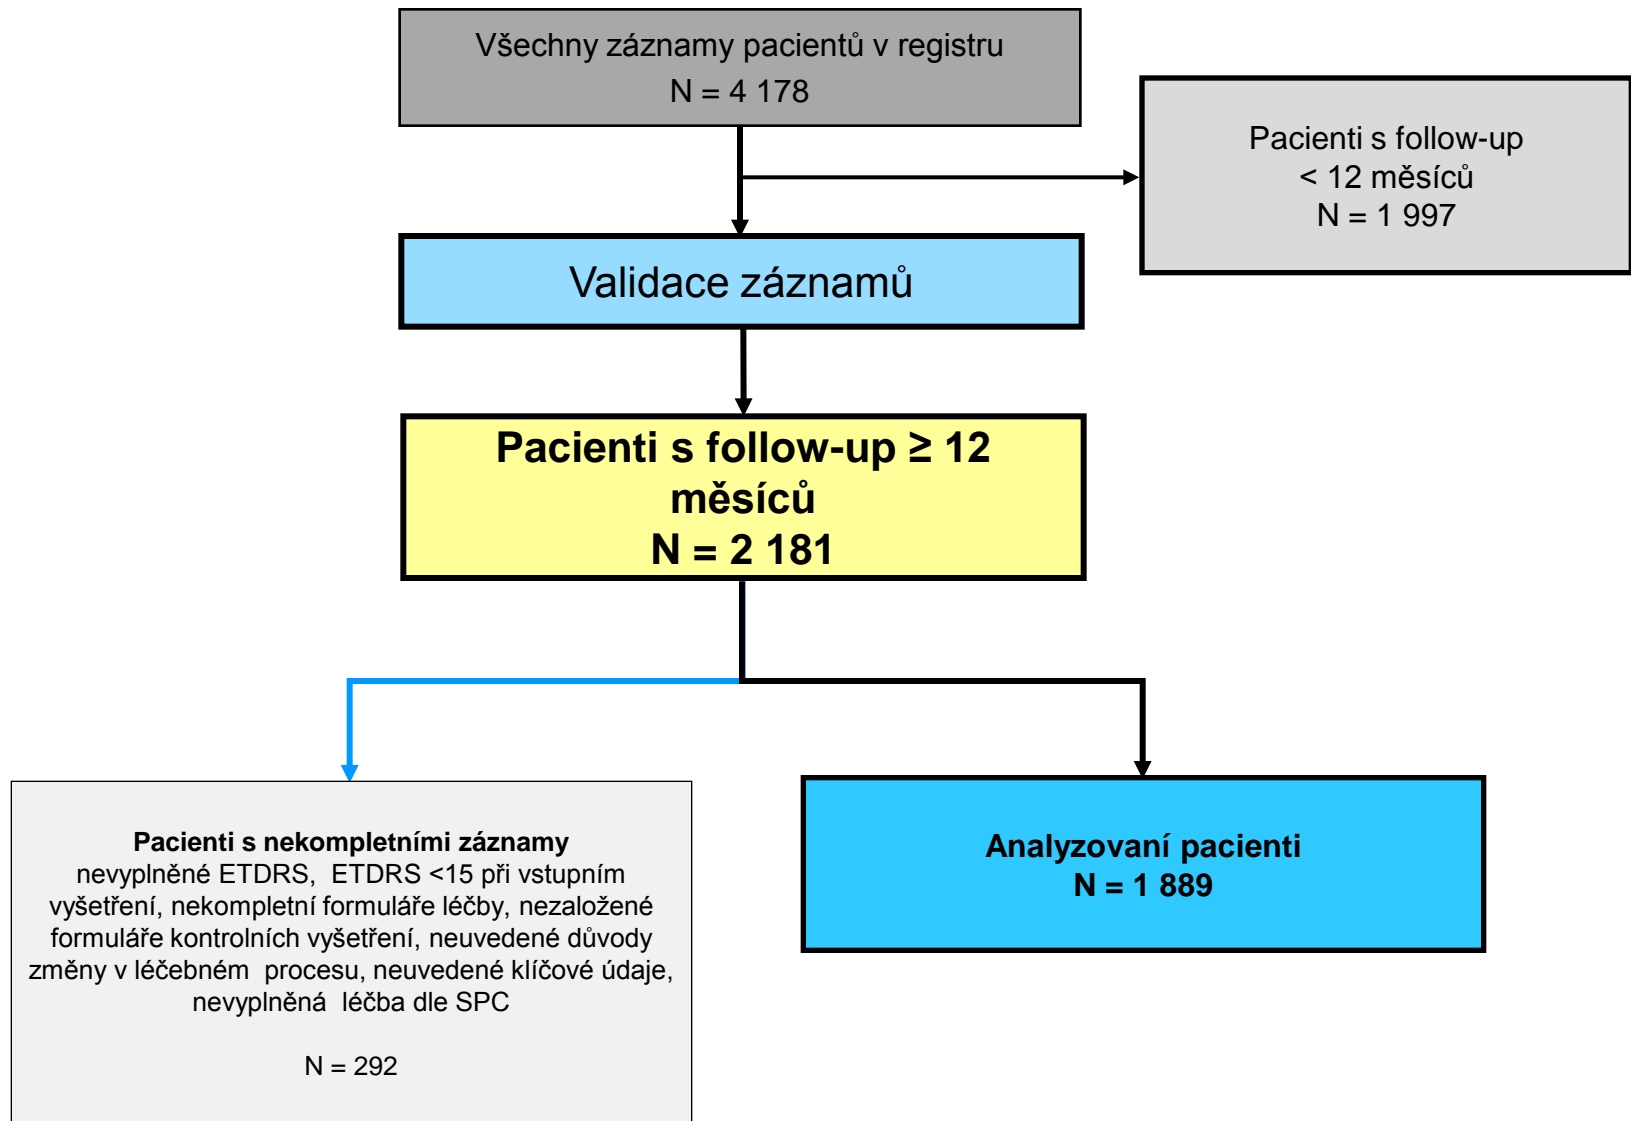 Všechny záznamy pacientů v registru
N = 4 178
Pacienti s follow-up
< 12 měsíců
N = 1 997
Validace záznamů
Pacienti s follow-up ≥ 12
měsíců
N = 2 181
Pacienti s nekompletními záznamy
nevyplněné ETDRS, ETDRS <15 při vstupním
vyšetření, nekompletní formuláře léčby, nezaložené
formuláře kontrolních vyšetření, neuvedené důvody
změny v léčebném procesu, neuvedené klíčové údaje,
nevyplněná léčba dle SPC
N = 292
Analyzovaní pacienti
N = 1 889